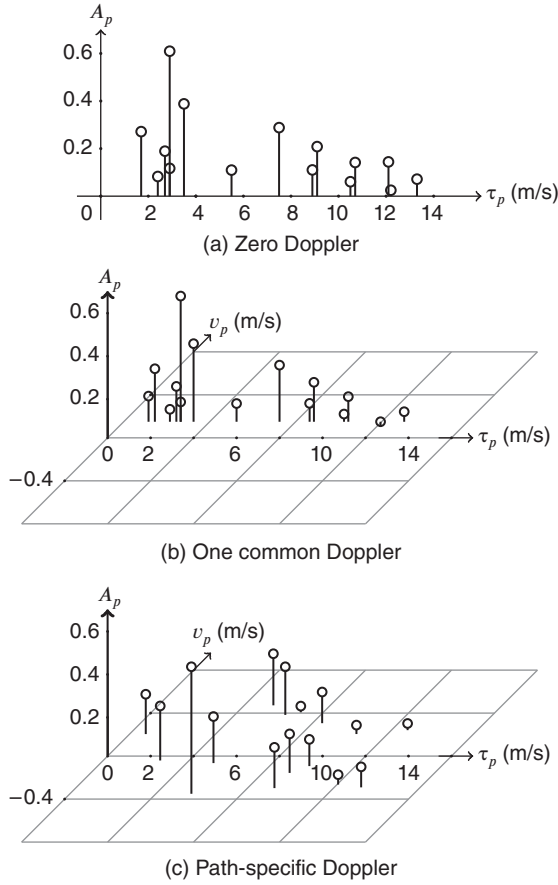 A_p
0.6
0.4
0.2
0 2 4 6 8 10 12 14 τ_p (m/s)
(a) Zero Doppler
A_p
0.6
0.4
0.2
v_p (m/s)
0 2 6 8 10 14 τ_p (m/s)
−0.4
(b) One common Doppler
A_p
0.6
0.4
0.2
v_p (m/s)
0 2 6 8 10 14 τ_p (m/s)
−0.4
(c) Path-specific Doppler